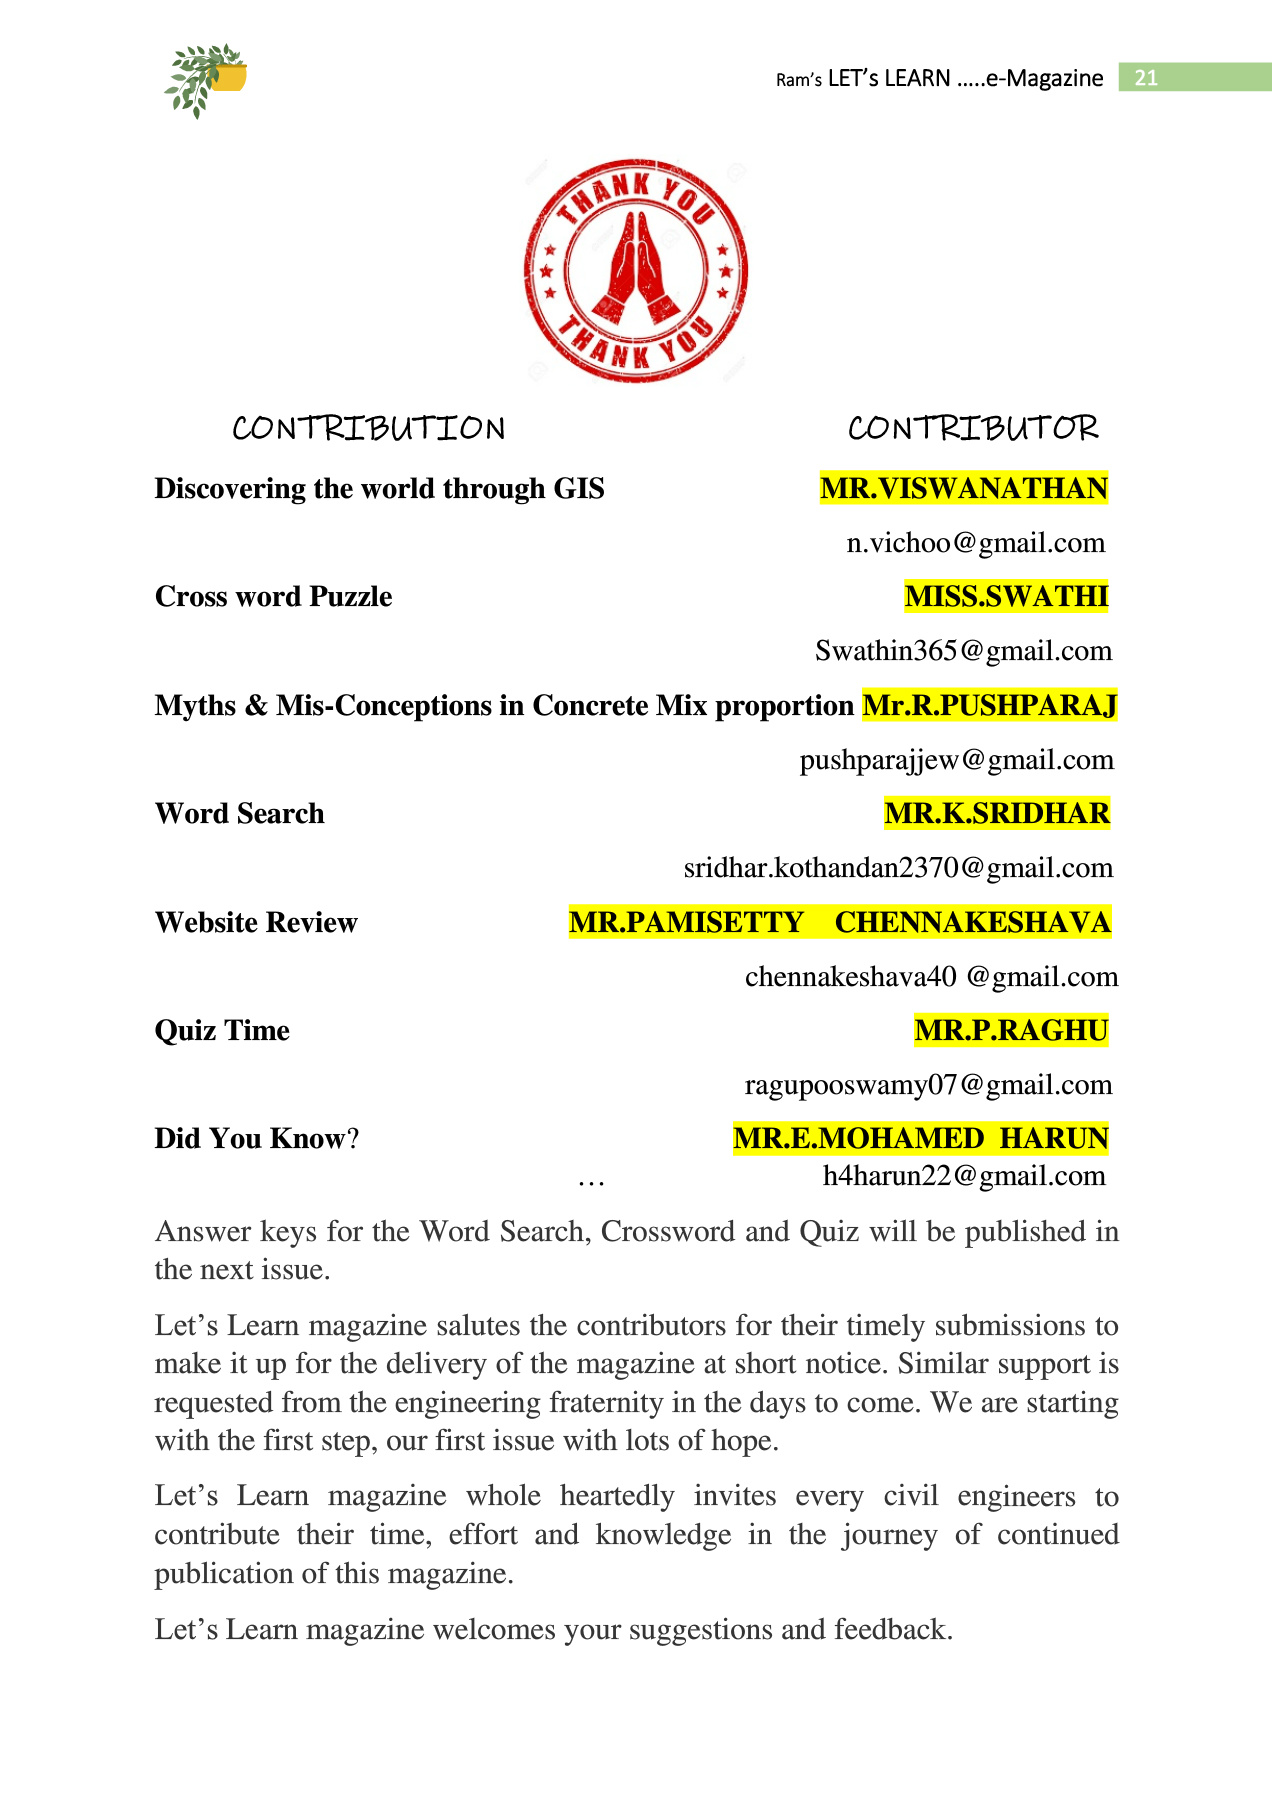 Ram's LET's LEARN .....e-Magazine 21
THANK YOU
THANK YOU
CONTRIBUTION CONTRIBUTOR
Discovering the world through GIS MR.VISWANATHAN
n.vichoo@gmail.com
Cross word Puzzle MISS.SWATHI
Swathin365@gmail.com
Myths & Mis-Conceptions in Concrete Mix proportion Mr.R.PUSHPARAJ
pushparajjew@gmail.com
Word Search MR.K.SRIDHAR
sridhar.kothandan2370@gmail.com
Website Review MR.PAMISETTY CHENNAKESHAVA
chennakeshava40 @gmail.com
Quiz Time MR.P.RAGHU
ragupooswamy07@gmail.com
Did You Know? MR.E.MOHAMED HARUN
… h4harun22@gmail.com
Answer keys for the Word Search, Crossword and Quiz will be published in
the next issue.
Let's Learn magazine salutes the contributors for their timely submissions to
make it up for the delivery of the magazine at short notice. Similar support is
requested from the engineering fraternity in the days to come. We are starting
with the first step, our first issue with lots of hope.
Let's Learn magazine whole heartedly invites every civil engineers to
contribute their time, effort and knowledge in the journey of continued
publication of this magazine.
Let's Learn magazine welcomes your suggestions and feedback.